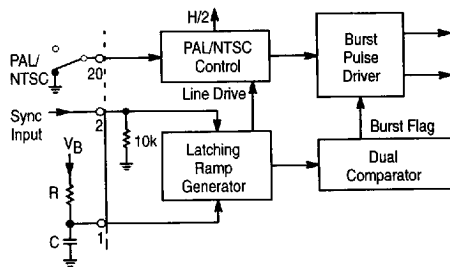 H/2
PAL/
NTSC
20
PAL/NTSC
Control
Burst
Pulse
Driver
Line Drive
Sync
Input
2
10k
Burst Flag
VB
Latching
Ramp
Generator
Dual
Comparator
R
C
1